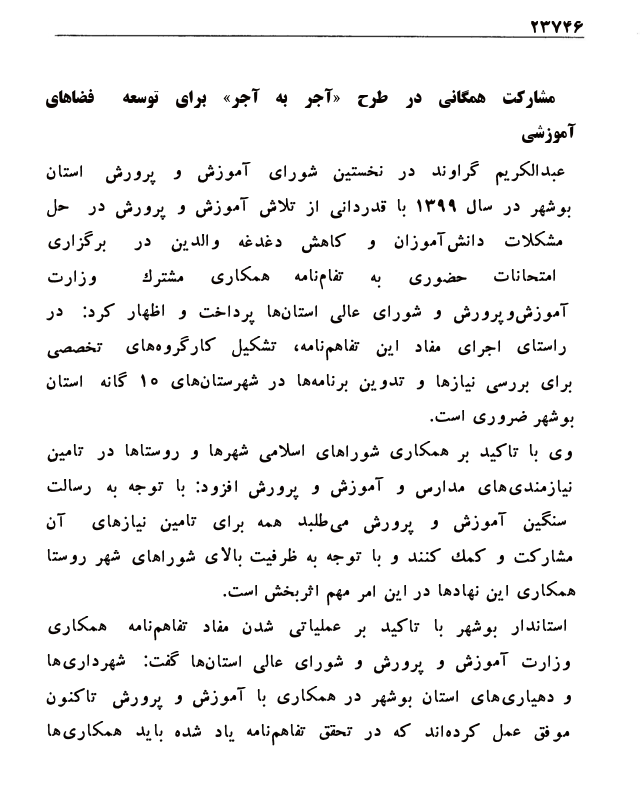 ۲۳۷۴۶
مشارکت همگانی در طرح «آجر به آجر» برای توسعه فضاهای
آموزشی
عبدالکریم گراوند در نخستین شورای آموزش و پرورش استان
بوشهر در سال ۱۳۹۹ با قدردانی از تلاش آموزش و پرورش در حل
مشکلات دانش‌آموزان و کاهش دغدغه والدین در برگزاری
امتحانات حضوری به تفام‌نامه همکاری مشترك وزارت
آموزش‌وپرورش و شورای عالی استان‌ها پرداخت و اظهار کرد: در
راستای اجرای مفاد این تفاهم‌نامه، تشکیل کارگروه‌های تخصصی
برای بررسی نیازها و تدوین برنامه‌ها در شهرستان‌های ۱۰ گانه استان
بوشهر ضروری است.
وی با تاکید بر همکاری شوراهای اسلامی شهرها و روستاها در تامین
نیازمندی‌های مدارس و آموزش و پرورش افزود: با توجه به رسالت
سنگین آموزش و پرورش می‌طلبد همه برای تامین نیازهای آن
مشارکت و کمك کنند و با توجه به ظرفیت بالای شوراهای شهر روستا
همکاری این نهادها در این امر مهم اثربخش است.
استاندار بوشهر با تاکید بر عملیاتی شدن مفاد تفاهم‌نامه همکاری
وزارت آموزش و پرورش و شورای عالی استان‌ها گفت: شهرداری‌ها
و دهیاری‌های استان بوشهر در همکاری با آموزش و پرورش تاکنون
موفق عمل کرده‌اند که در تحقق تفاهم‌نامه یاد شده باید همکاری‌ها